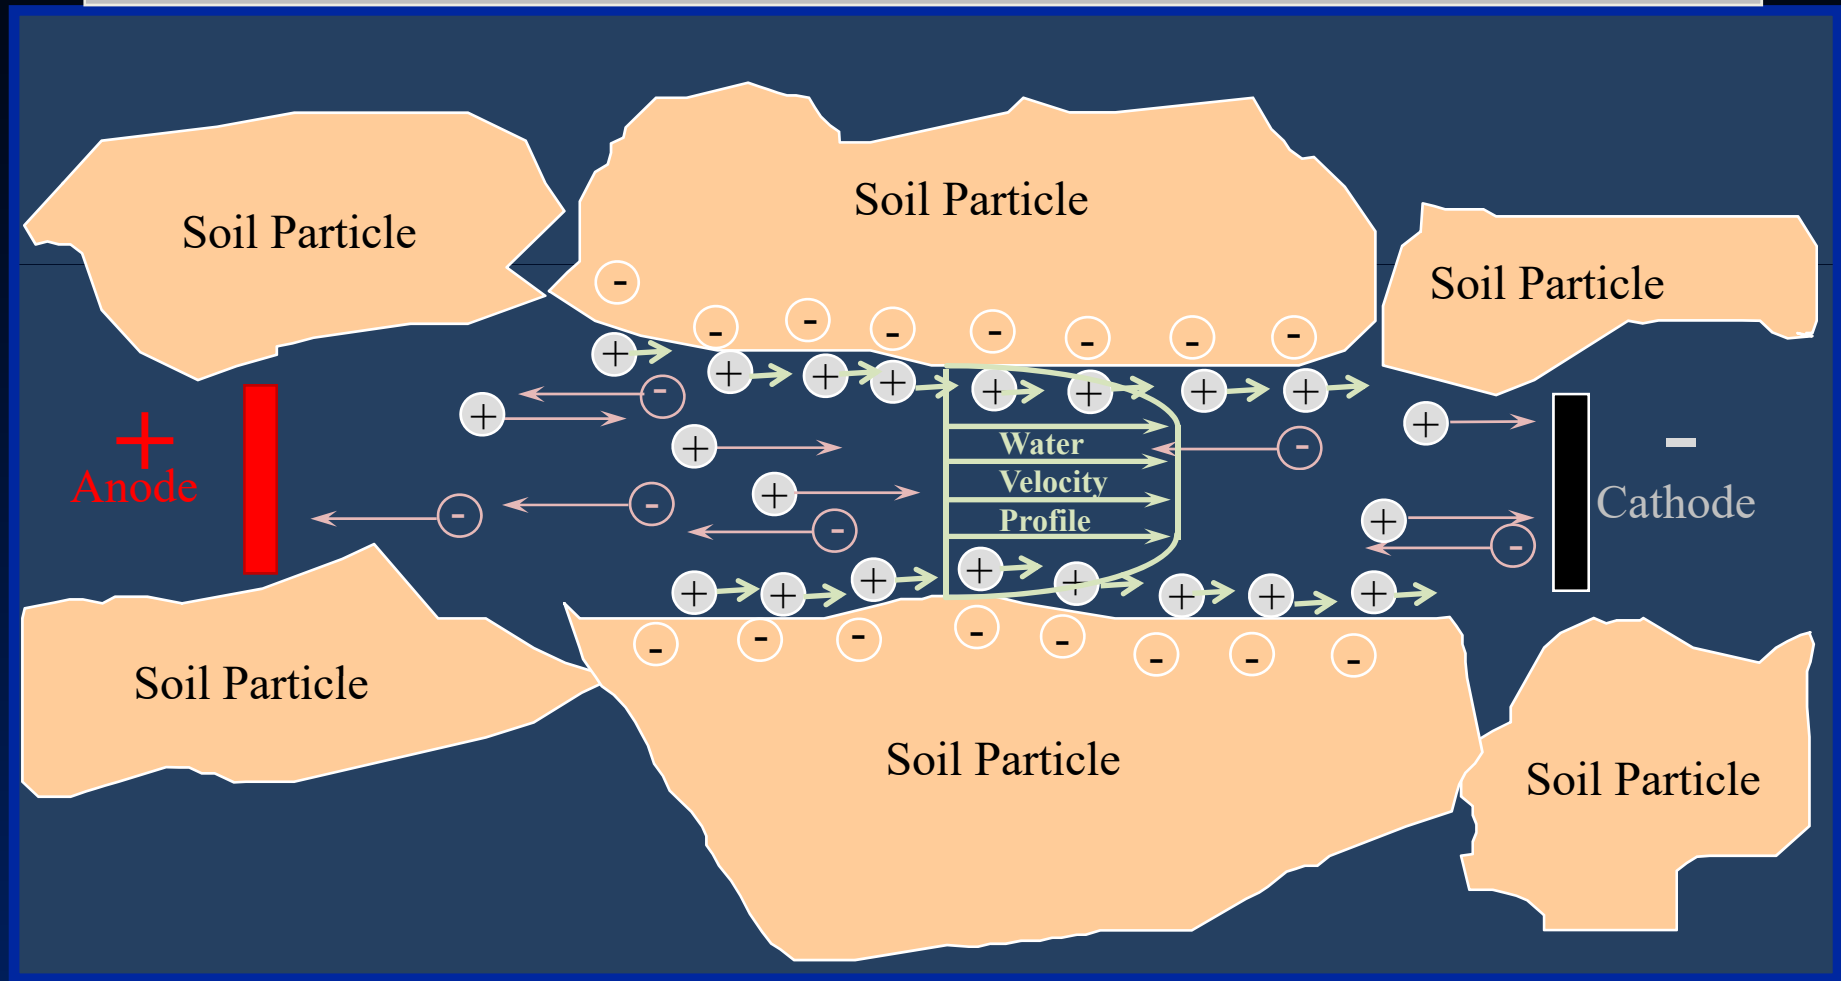 Soil Particle
Soil Particle
Soil Particle
+
Anode
Water
Velocity
Profile
-
Cathode
Soil Particle
Soil Particle
Soil Particle